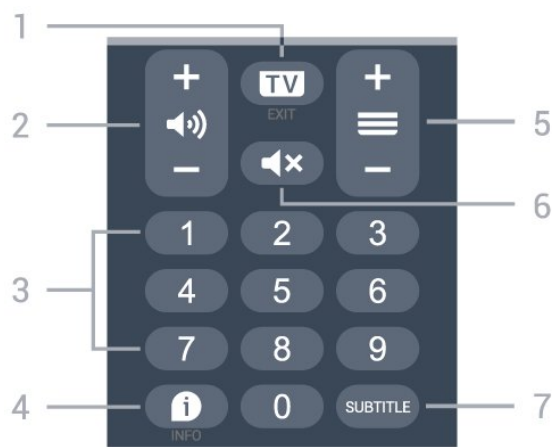 1
+ TV +
EXIT
2 5
- -
6
1 2 3
3
4 5 6
7 8 9
4 i 0 SUBTITLE 7
INFO